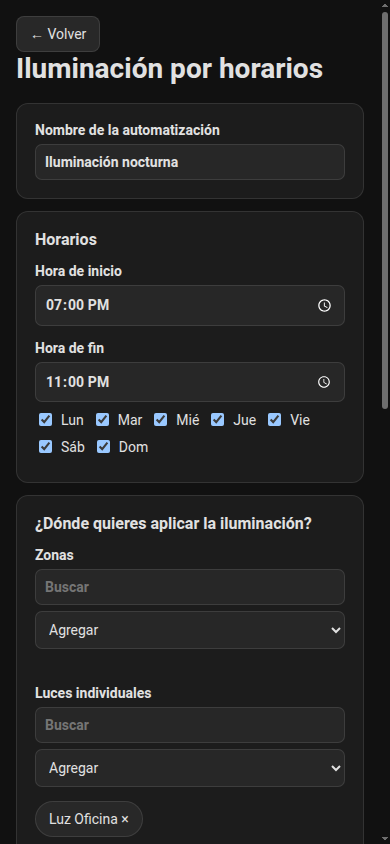 ← Volver
Iluminación por horarios
Nombre de la automatización
Iluminación nocturna
Horarios
Hora de inicio
07:00 PM
Hora de fin
11:00 PM
Lun Mar Mié Jue Vie
Sáb Dom
¿Dónde quieres aplicar la iluminación?
Zonas
Buscar
Agregar
Luces individuales
Buscar
Agregar
Luz Oficina ×